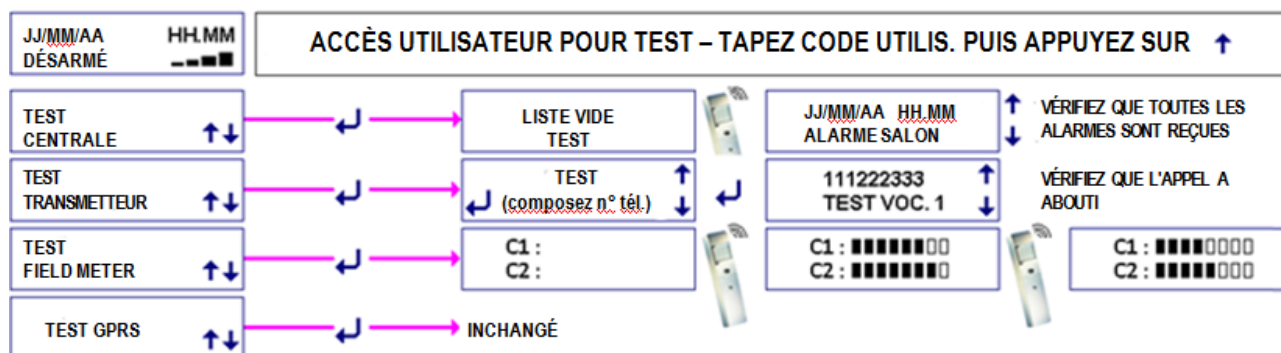 JJ/MM/AA HH.MM
DÉSARMÉ
ACCÈS UTILISATEUR POUR TEST – TAPEZ CODE UTILIS. PUIS APPUYEZ SUR ↑
TEST
CENTRALE ↑↓
LISTE VIDE
TEST
JJ/MM/AA HH.MM
ALARME SALON
VÉRIFIEZ QUE TOUTES LES
ALARMES SONT REÇUES
TEST
TRANSMETTEUR ↑↓
TEST
(composez n° tél.)
111222333
TEST VOC. 1
VÉRIFIEZ QUE L'APPEL A
ABOUTI
TEST
FIELD METER ↑↓
C1 :
C2 :
C1 :
C2 :
C1 :
C2 :
TEST GPRS ↑↓
INCHANGÉ